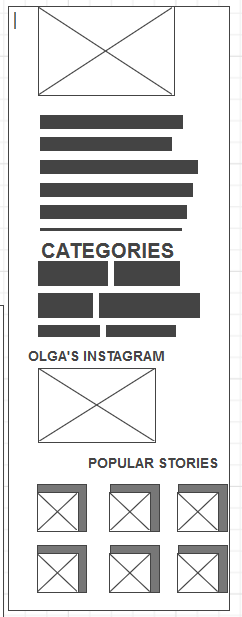 CATEGORIES
OLGA'S INSTAGRAM
POPULAR STORIES